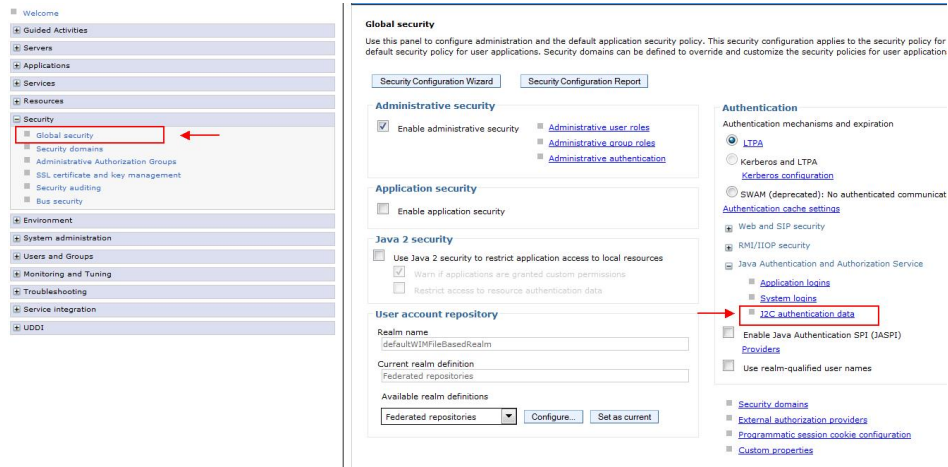 Welcome
Guided Activities
Servers
Applications
Services
Resources
Security
Global security
Security domains
Administrative Authorization Groups
SSL certificate and key management
Security auditing
Bus security
Environment
System administration
Users and Groups
Monitoring and Tuning
Troubleshooting
Service integration
UDDI
Global security
Use this panel to configure administration and the default application security policy. This security configuration applies to the security policy for
default security policy for user applications. Security domains can be defined to override and customize the security policies for user application
Security Configuration Wizard
Security Configuration Report
Administrative security
Enable administrative security
Administrative user roles
Administrative group roles
Administrative authentication
Application security
Enable application security
Java 2 security
Use Java 2 security to restrict application access to local resources
Warn if applications are granted custom permissions
Restrict access to resource authentication data
User account repository
Realm name
defaultWIMFileBasedRealm
Current realm definition
Federated repositories
Available realm definitions
Federated repositories
Configure...
Set as current
Authentication
Authentication mechanisms and expiration
LTPA
Kerberos and LTPA
Kerberos configuration
SWAM (deprecated): No authenticated communicat
Authentication cache settings
Web and SIP security
RMI/IIOP security
Java Authentication and Authorization Service
Application logins
System logins
J2C authentication data
Enable Java Authentication SPI (JASPI)
Providers
Use realm-qualified user names
Security domains
External authorization providers
Programmatic session cookie configuration
Custom properties